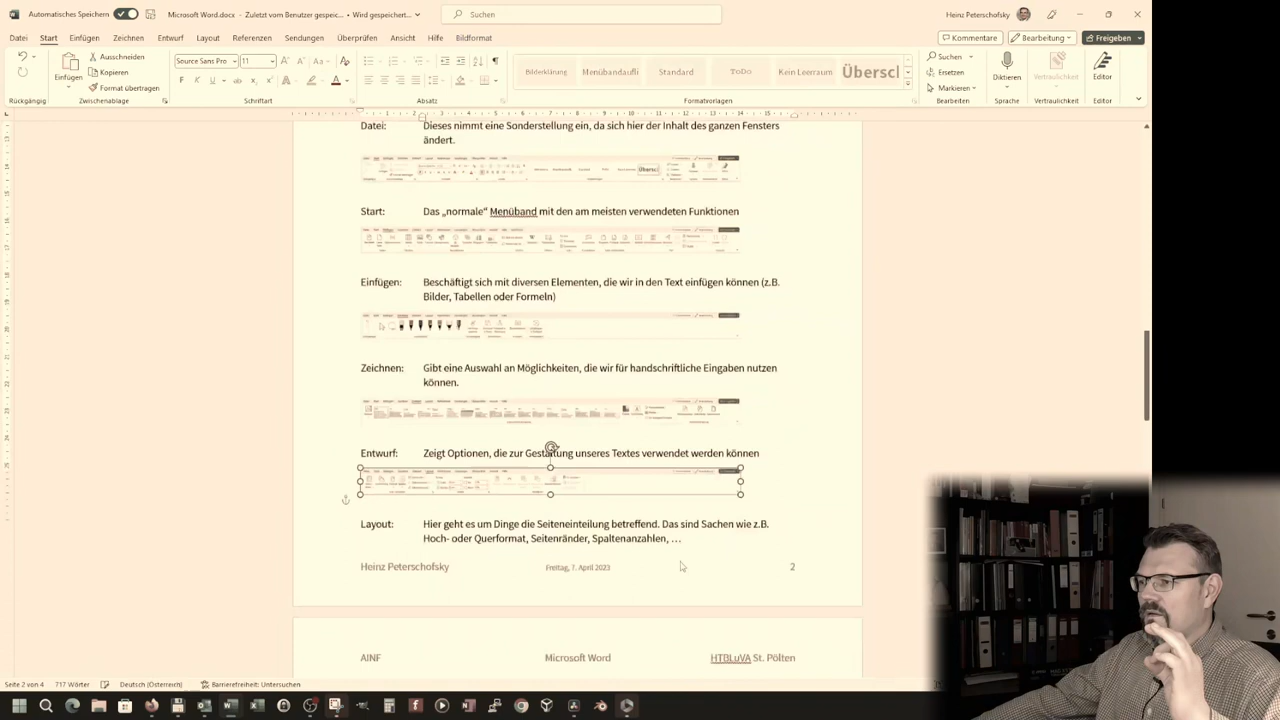 Automatisches Speichern
Microsoft Word.docx - Zuletzt vom Benutzer gespeic... • Wird gespeichert...
Suchen
Heinz Peterschofsky
Datei Start Einfügen Zeichnen Entwurf Layout Referenzen Sendungen Überprüfen Ansicht Hilfe Bildformat
Kommentare Bearbeitung Freigeben
Einfügen
Ausschneiden
Kopieren
Format übertragen
Source Sans Pro 11
Bilderklärung Menübandaufli Standard ToDo Kein Leerraum Überscl
Suchen
Ersetzen
Markieren
Diktieren
Vertraulichkeit
Editor
Rückgängig Zwischenablage Schriftart Absatz Formatvorlagen Bearbeiten Sprache Vertraulichkeit Editor
Datei: Dieses nimmt eine Sonderstellung ein, da sich hier der Inhalt des ganzen Fensters
ändert.
Start: Das „normale“ Menüband mit den am meisten verwendeten Funktionen
Einfügen: Beschäftigt sich mit diversen Elementen, die wir in den Text einfügen können (z.B.
Bilder, Tabellen oder Formeln)
Zeichnen: Gibt eine Auswahl an Möglichkeiten, die wir für handschriftliche Eingaben nutzen
können.
Entwurf: Zeigt Optionen, die zur Gestaltung unseres Textes verwendet werden können
Layout: Hier geht es um Dinge die Seiteneinteilung betreffend. Das sind Sachen wie z.B.
Hoch- oder Querformat, Seitenränder, Spaltenanzahlen, …
Heinz Peterschofsky Freitag, 7. April 2023 2
AINF Microsoft Word HTBLuVA St. Pölten
Seite 2 von 4 717 Wörter Deutsch (Österreich) Barrierefreiheit: Untersuchen